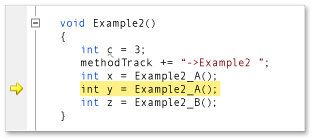 void Example2()
{
int c = 3;
methodTrack += “->Example2 ”;
int x = Example2_A();
int y = Example2_A();
int z = Example2_B();
}